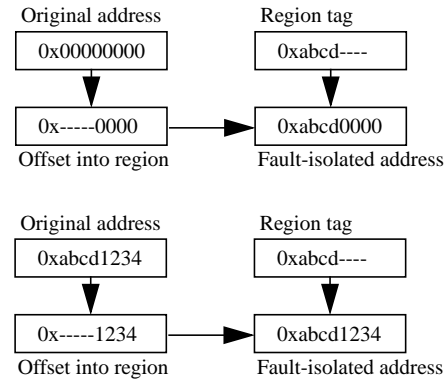 Original address Region tag
0x00000000 0xabcd----
0x-----0000 0xabcd0000
Offset into region Fault-isolated address
Original address Region tag
0xabcd1234 0xabcd----
0x-----1234 0xabcd1234
Offset into region Fault-isolated address